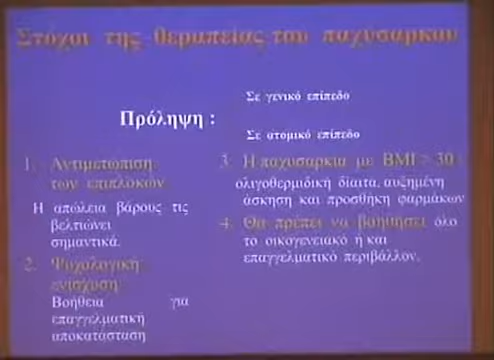 Στόχοι της θεραπείας του παχύσαρκου
Σε γενικό επίπεδο
Πρόληψη :
Σε ατομικό επίπεδο
1. Αντιμετώπιση
των επιπλοκών
Η απώλεια βάρους τις
βελτιώνει
σημαντικά.
2. Ψυχολογική
ενίσχυση
Βοήθεια για
επαγγελματική
αποκατάσταση
3. Η παχυσαρκία με BMI > 30 :
ολιγοθερμιδική δίαιτα, αυξημένη
άσκηση και προσθήκη φαρμάκων
4. Θα πρέπει να βοηθήσει όλο
το οικογενειακό ή και
επαγγελματικό περιβάλλον.